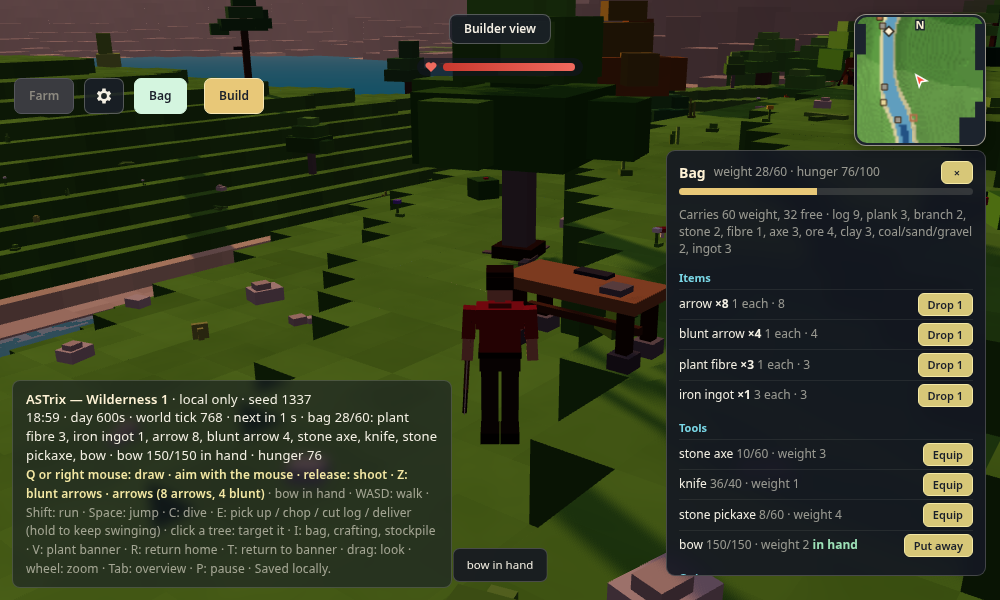 Builder view
N
Farm
Bag
Build
Bag weight 28/60 · hunger 76/100
×
Carries 60 weight, 32 free · log 9, plank 3, branch 2,
stone 2, fibre 1, axe 3, ore 4, clay 3, coal/sand/gravel
2, ingot 3
Items
arrow ×8 1 each · 8
Drop 1
blunt arrow ×4 1 each · 4
Drop 1
plant fibre ×3 1 each · 3
Drop 1
iron ingot ×1 3 each · 3
Drop 1
Tools
stone axe 10/60 · weight 3
Equip
knife 36/40 · weight 1
Equip
stone pickaxe 8/60 · weight 4
Equip
bow 150/150 · weight 2 in hand
Put away
ASTrix — Wilderness 1 · local only · seed 1337
18:59 · day 600s · world tick 768 · next in 1 s · bag 28/60: plant
fibre 3, iron ingot 1, arrow 8, blunt arrow 4, stone axe, knife, stone
pickaxe, bow · bow 150/150 in hand · hunger 76
Q or right mouse: draw · aim with the mouse · release: shoot · Z:
blunt arrows · arrows (8 arrows, 4 blunt) · bow in hand · WASD: walk ·
Shift: run · Space: jump · C: dive · E: pick up / chop / cut log / deliver
(hold to keep swinging) · click a tree: target it · I: bag, crafting, stockpile
· V: plant banner · R: return home · T: return to banner · drag: look ·
wheel: zoom · Tab: overview · P: pause · Saved locally.
bow in hand